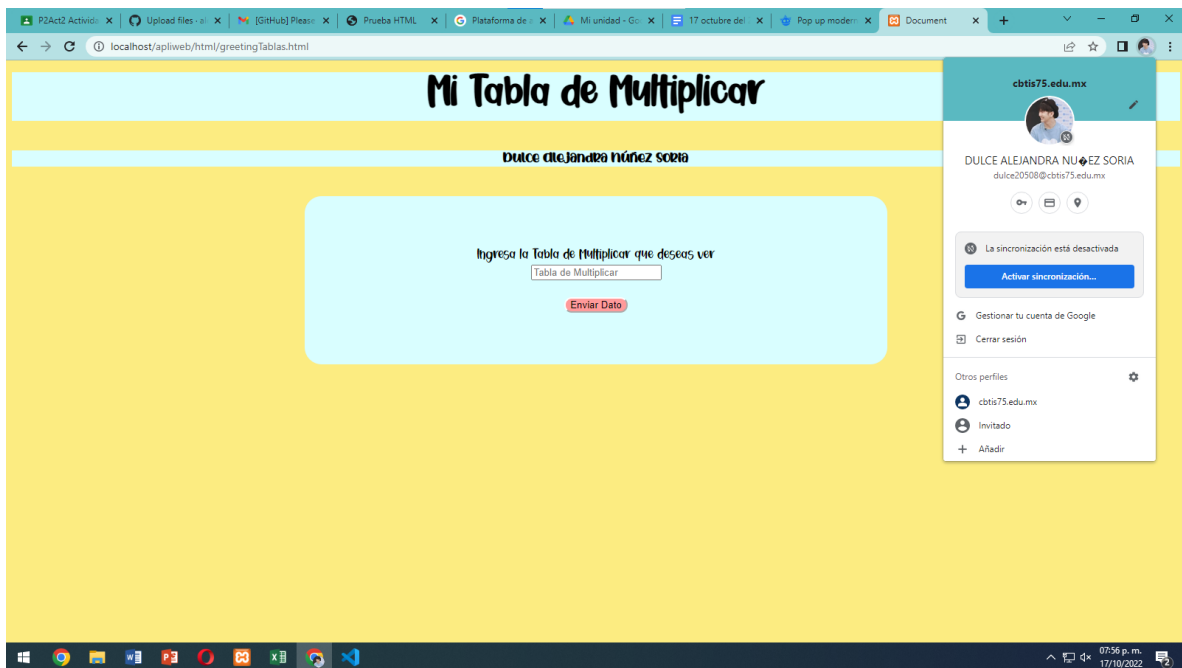 P2Act2 Activida
Upload files · al
[GitHub] Please
Prueba HTML
Plataforma de a
Mi unidad - Goo
17 octubre del 2
Pop up modern
Document
localhost/apliweb/html/greetingTablas.html
Mi Tabla de Multiplicar
Dulce Alejandra Núñez Soria
Ingresa la Tabla de Multiplicar que deseas ver
Tabla de Multiplicar
Enviar Dato
cbtis75.edu.mx
DULCE ALEJANDRA NU�EZ SORIA
dulce20508@cbtis75.edu.mx
La sincronización está desactivada
Activar sincronización...
Gestionar tu cuenta de Google
Cerrar sesión
Otros perfiles
cbtis75.edu.mx
Invitado
Añadir
07:56 p. m.
17/10/2022